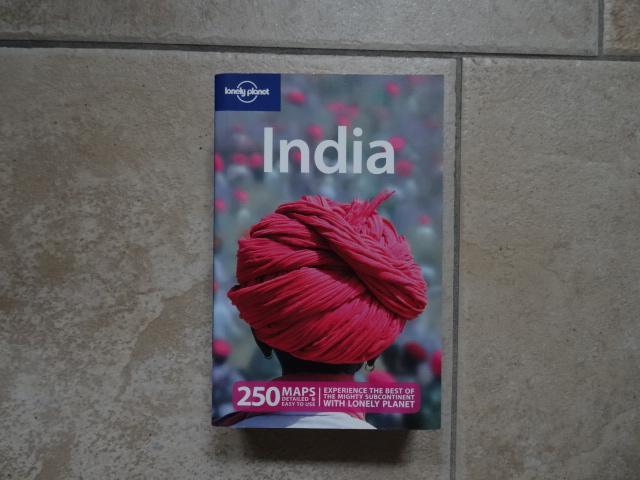 lonely planet
India
250 MAPS
DETAILED &
EASY TO USE
EXPERIENCE THE BEST OF
THE MIGHTY SUBCONTINENT
WITH LONELY PLANET